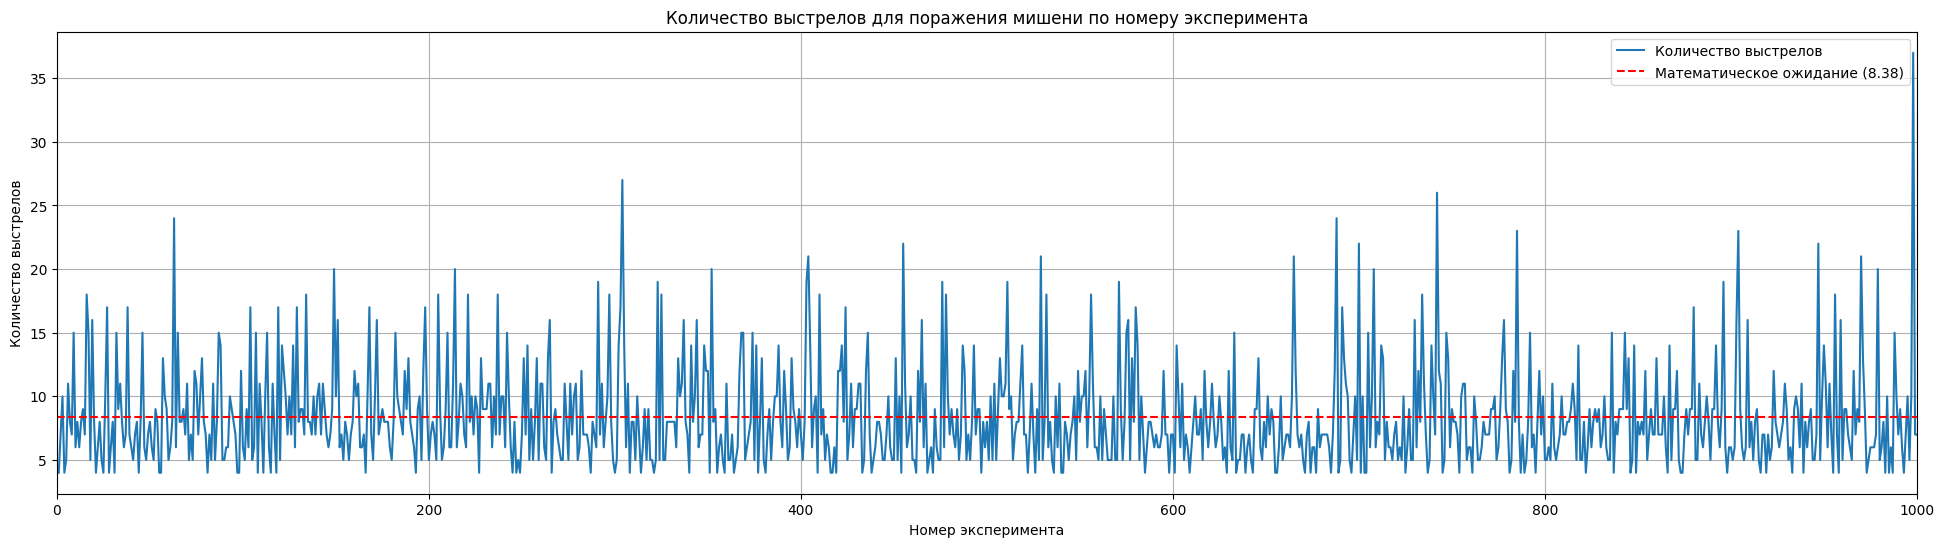 Количество выстрелов для поражения мишени по номеру эксперимента
Количество выстрелов
Математическое ожидание (8.38)
Количество выстрелов
35
30
25
20
15
10
5
0
200
400
600
800
1000
Номер эксперимента